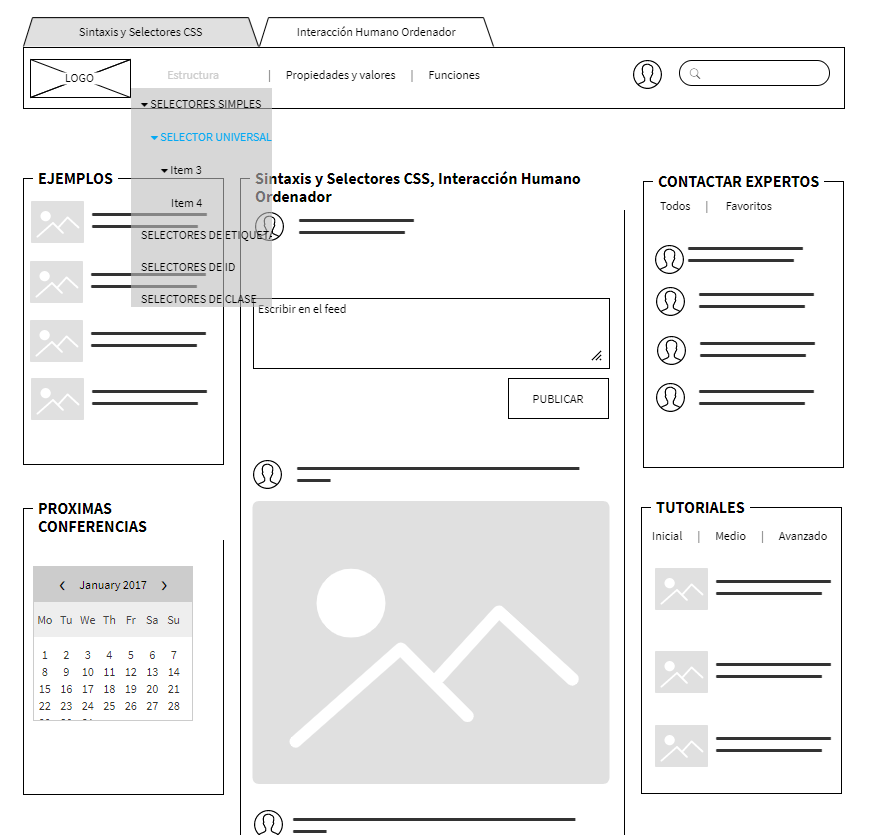 Sintaxis y Selectores CSS
Interacción Humano Ordenador
LOGO
Estructura | Propiedades y valores | Funciones
SELECTORES SIMPLES
SELECTOR UNIVERSAL
Item 3
Item 4
SELECTORES DE ETIQUETA
SELECTORES DE ID
SELECTORES DE CLASE
EJEMPLOS
Sintaxis y Selectores CSS, Interacción Humano
Ordenador
Escribir en el feed
PUBLICAR
CONTACTAR EXPERTOS
Todos | Favoritos
PROXIMAS
CONFERENCIAS
January 2017
Mo Tu We Th Fr Sa Su
1 2 3 4 5 6 7
8 9 10 11 12 13 14
15 16 17 18 19 20 21
22 23 24 25 26 27 28
TUTORIALES
Inicial | Medio | Avanzado